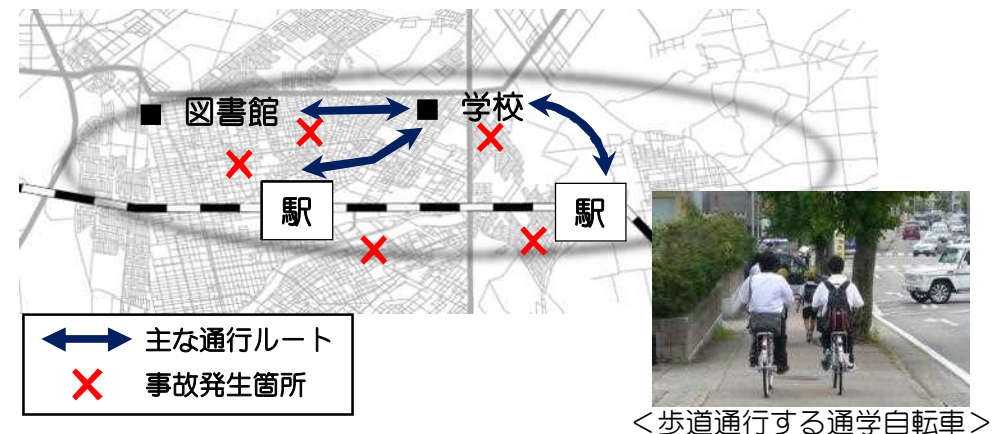 図書館
学校
駅
駅
主な通行ルート
事故発生箇所
＜歩道通行する通学自転車＞